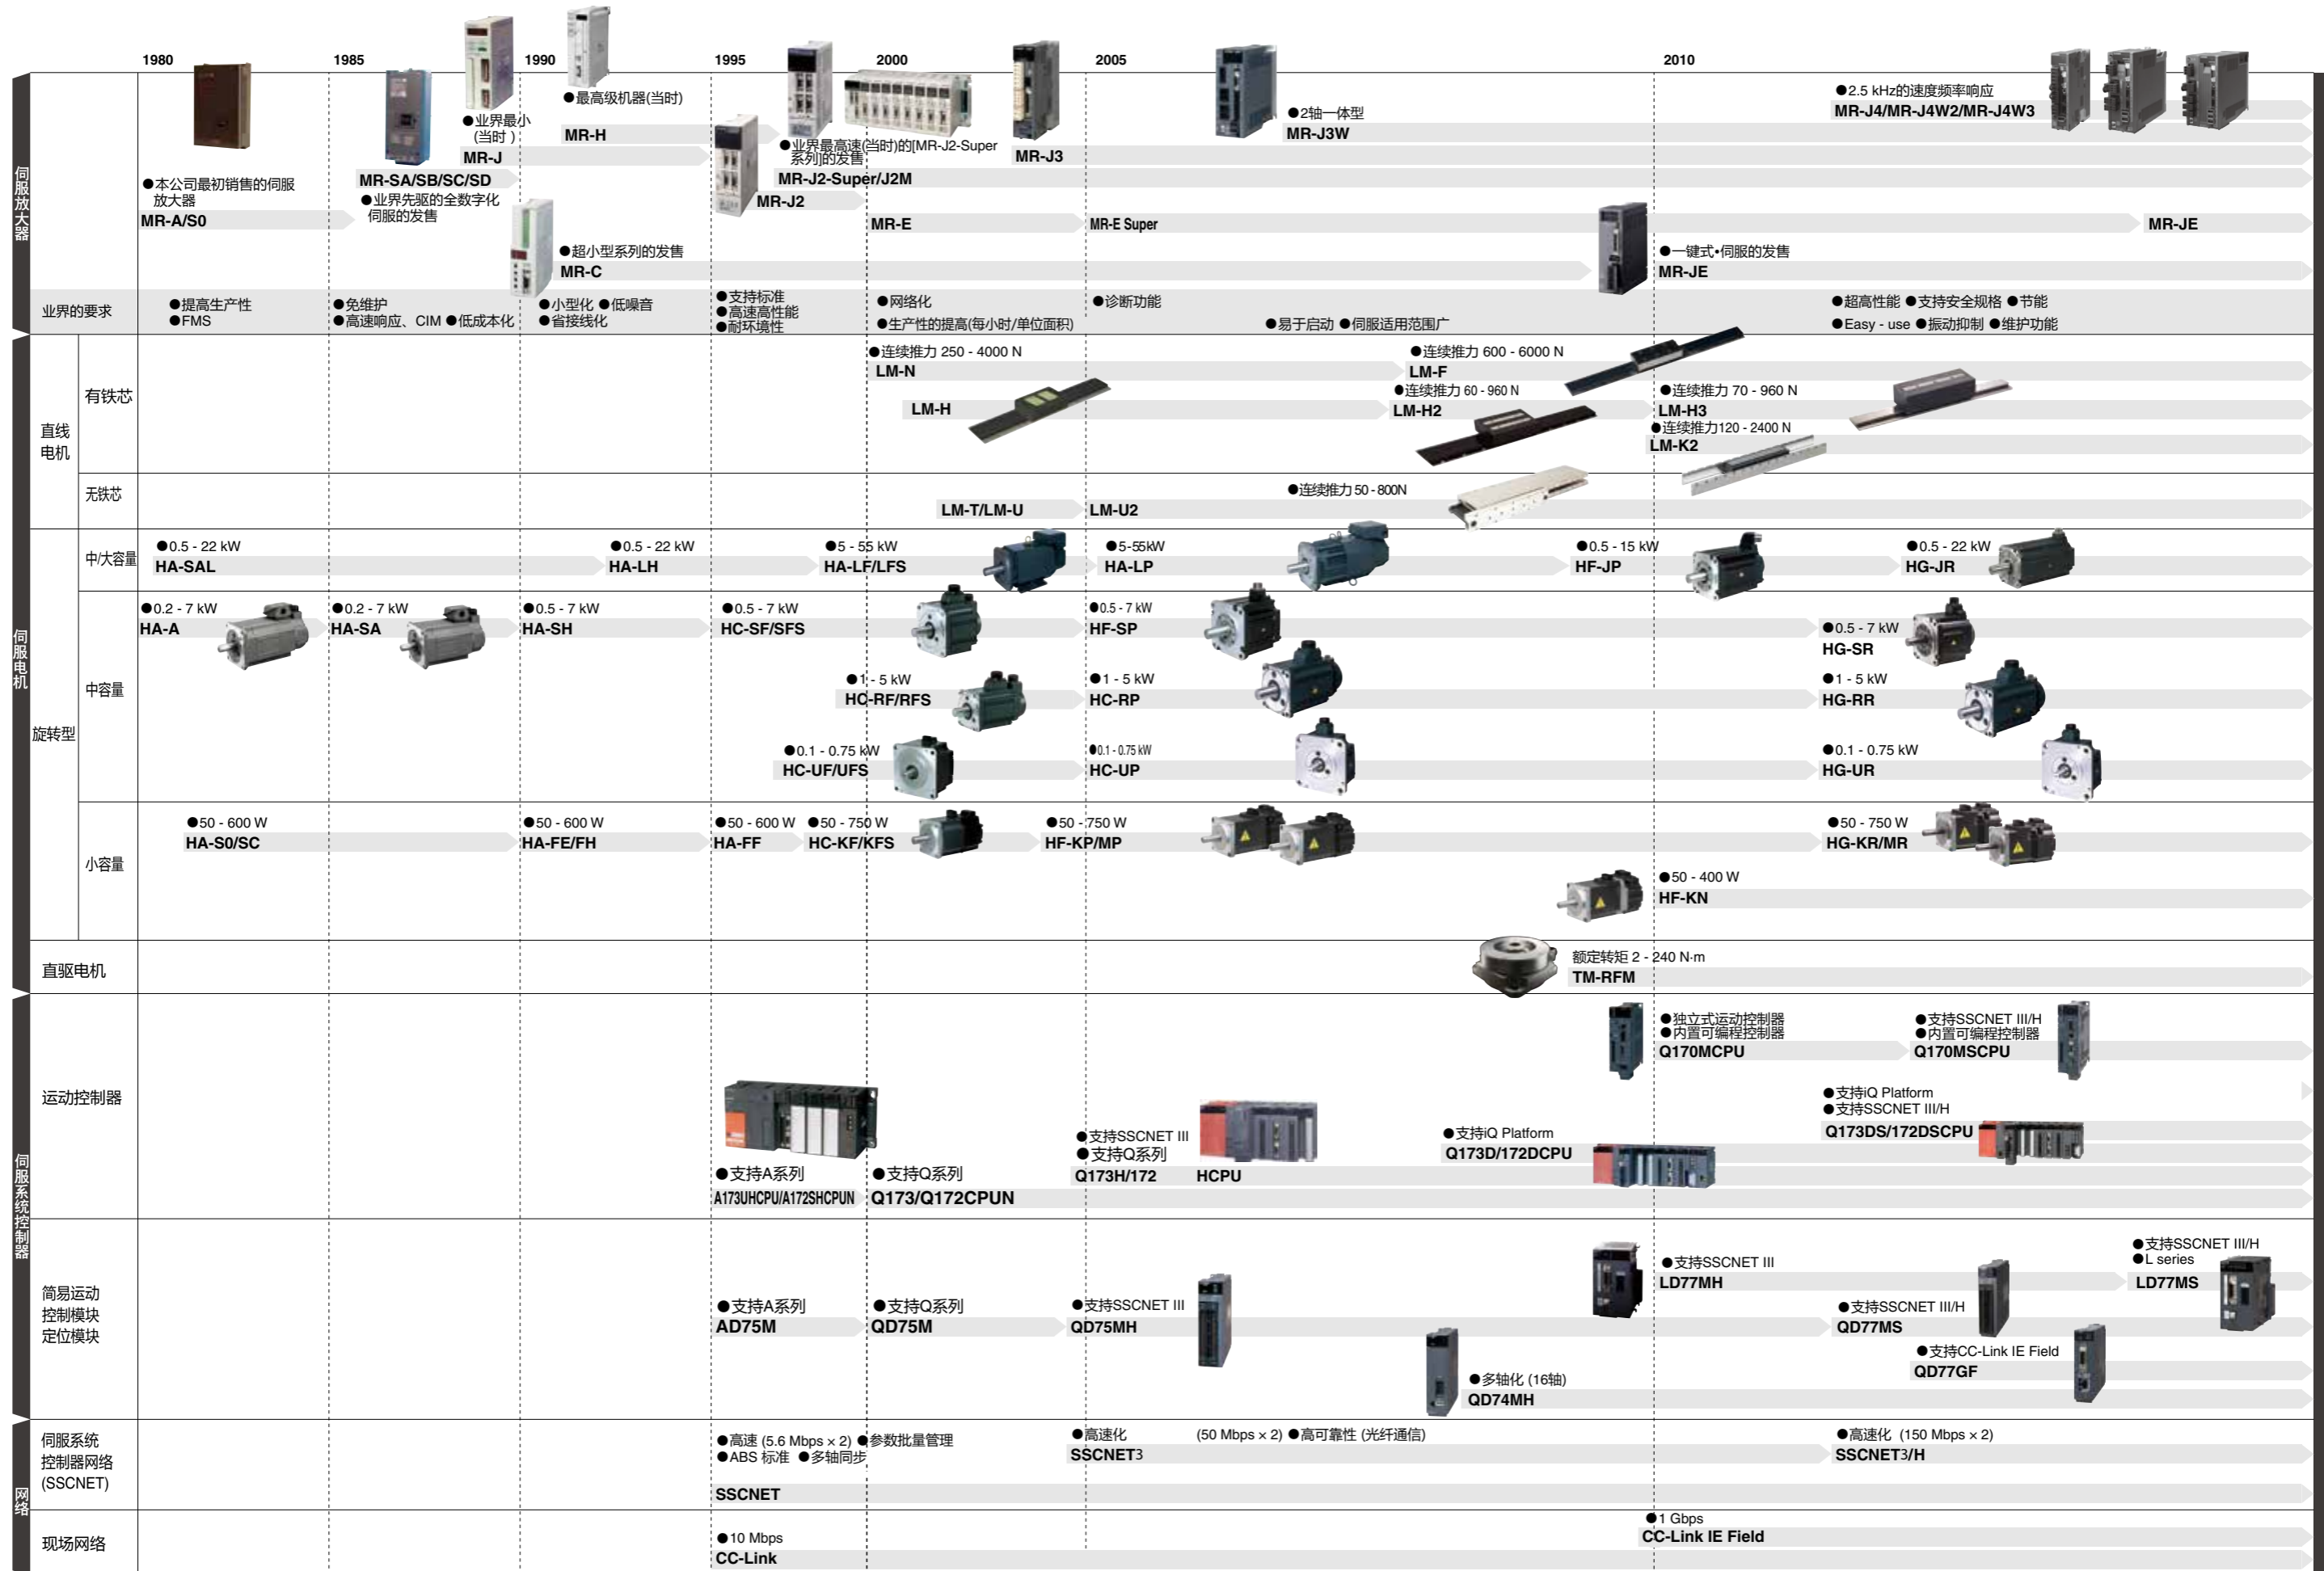 1980
1985
1990
1995
2000
2005
2010
伺服放大器
●本公司最初销售的伺服
放大器
MR-A/S0
MR-SA/SB/SC/SD
●业界先驱的全数字化
伺服的发售
●业界最小
(当时 )
MR-J
●最高级机器(当时)
MR-H
●超小型系列的发售
MR-C
●业界最高速(当时)的[MR-J2-Super
系列]的发售
MR-J2-Super/J2M
MR-J2
MR-E
MR-J3
MR-E Super
●2轴一体型
MR-J3W
●2.5 kHz的速度频率响应
MR-J4/MR-J4W2/MR-J4W3
MR-JE
●一键式•伺服的发售
MR-JE
业界的要求
●提高生产性
●FMS
●免维护
●高速响应、CIM ●低成本化
●小型化 ●低噪音
●省接线化
●支持标准
●高速高性能
●耐环境性
●网络化
●生产性的提高(每小时/单位面积)
●诊断功能
●易于启动 ●伺服适用范围广
●超高性能 ●支持安全规格 ●节能
●Easy - use ●振动抑制 ●维护功能
伺服电机
直线
电机
有铁芯
●连续推力 250 - 4000 N
LM-N
●连续推力 600 - 6000 N
LM-F
LM-H
●连续推力 60 - 960 N
LM-H2
●连续推力 70 - 960 N
LM-H3
●连续推力120 - 2400 N
LM-K2
无铁芯
LM-T/LM-U
LM-U2
●连续推力 50 - 800N
旋转型
中/大容量
●0.5 - 22 kW
HA-SAL
●0.5 - 22 kW
HA-LH
●5 - 55 kW
HA-LF/LFS
●5-55kW
HA-LP
●0.5 - 15 kW
HF-JP
●0.5 - 22 kW
HG-JR
中容量
●0.2 - 7 kW
HA-A
●0.2 - 7 kW
HA-SA
●0.5 - 7 kW
HA-SH
●0.5 - 7 kW
HC-SF/SFS
●0.5 - 7 kW
HF-SP
●0.5 - 7 kW
HG-SR
●1 - 5 kW
HC-RF/RFS
●1 - 5 kW
HC-RP
●1 - 5 kW
HG-RR
●0.1 - 0.75 kW
HC-UF/UFS
●0.1 - 0.75 kW
HC-UP
●0.1 - 0.75 kW
HG-UR
小容量
●50 - 600 W
HA-S0/SC
●50 - 600 W
HA-FE/FH
●50 - 600 W
HA-FF
●50 - 750 W
HC-KF/KFS
●50 - 750 W
HF-KP/MP
●50 - 750 W
HG-KR/MR
●50 - 400 W
HF-KN
直驱电机
额定转矩 2 - 240 N·m
TM-RFM
伺服系统控制器
运动控制器
●独立式运动控制器
●内置可编程控制器
Q170MCPU
●支持SSCNET III/H
●内置可编程控制器
Q170MSCPU
●支持iQ Platform
●支持SSCNET III/H
Q173DS/172DSCPU
●支持iQ Platform
Q173D/172DCPU
●支持SSCNET III
●支持Q系列
Q173H/172 HCPU
●支持A系列
A173UHCPU/A172SHCPUN
●支持Q系列
Q173/Q172CPUN
简易运动
控制模块
定位模块
●支持A系列
AD75M
●支持Q系列
QD75M
●支持SSCNET III
QD75MH
●支持SSCNET III
LD77MH
●支持SSCNET III/H
●L series
LD77MS
●支持SSCNET III/H
QD77MS
●支持CC-Link IE Field
QD77GF
●多轴化 (16轴)
QD74MH
网络
伺服系统
控制器网络
(SSCNET)
●高速 (5.6 Mbps × 2) ●参数批量管理
●ABS 标准 ●多轴同步
SSCNET
●高速化 (50 Mbps × 2) ●高可靠性 (光纤通信)
SSCNET3
●高速化 (150 Mbps × 2)
SSCNET3/H
现场网络
●10 Mbps
CC-Link
●1 Gbps
CC-Link IE Field